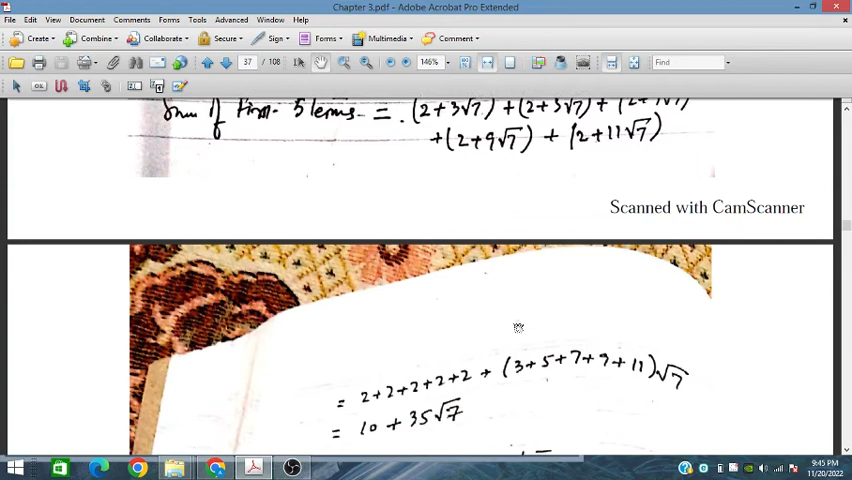 Chapter 3.pdf - Adobe Acrobat Pro Extended
File Edit View Document Comments Forms Tools Advanced Window Help
Create Combine Collaborate Secure Sign Forms Multimedia Comment
37 / 108 146% Find
Sum of First 5 terms = (2+3√7) + (2+5√7) + (2+7√7)
+(2+9√7) + (2+11√7)
Scanned with CamScanner
= 2+2+2+2+2 + (3+5+7+9+11)√7
= 10 + 35√7
9:45 PM
11/20/2022